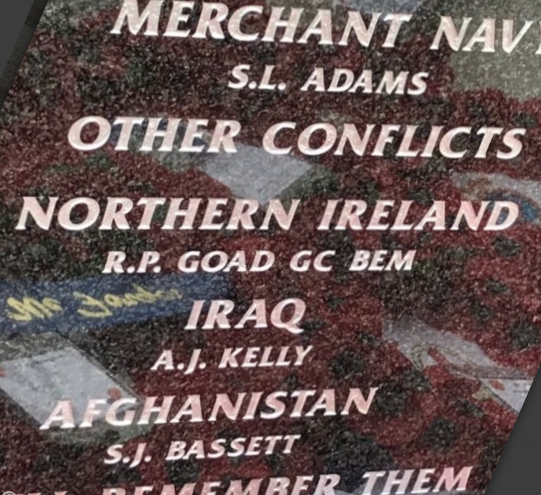 MERCHANT NAV
S.L. ADAMS
OTHER CONFLICTS
NORTHERN IRELAND
R.P. GOAD GC BEM
IRAQ
A.J. KELLY
AFGHANISTAN
S.J. BASSETT
REMEMBER THEM